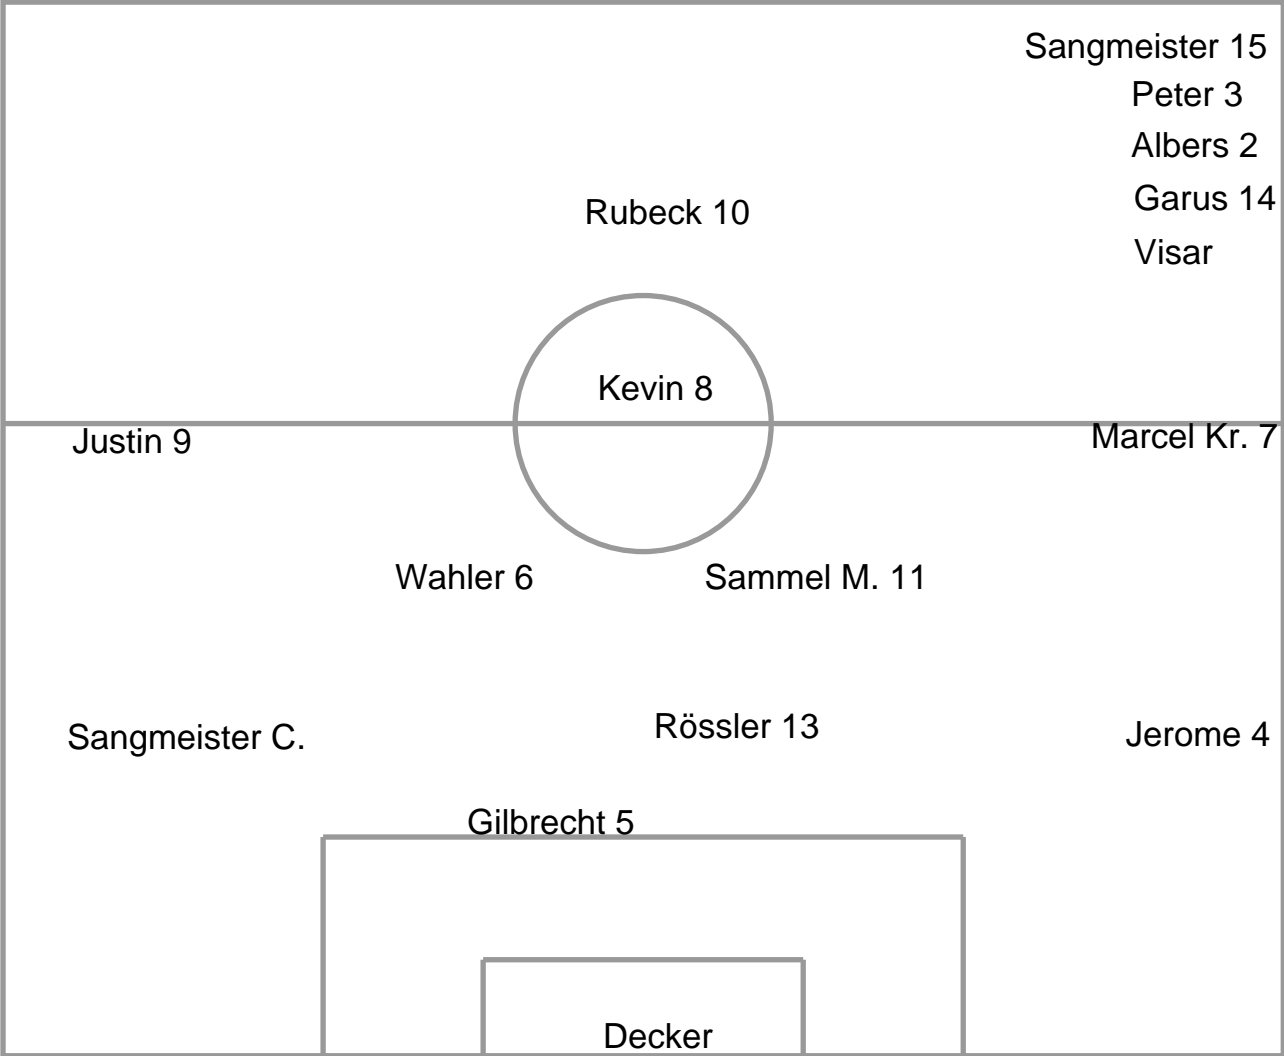 Sangmeister 15
Peter 3
Albers 2
Garus 14
Rubeck 10
Visar
Kevin 8
Justin 9
Marcel Kr. 7
Wahler 6
Sammel M. 11
Sangmeister C.
Rössler 13
Jerome 4
Gilbrecht 5
Decker